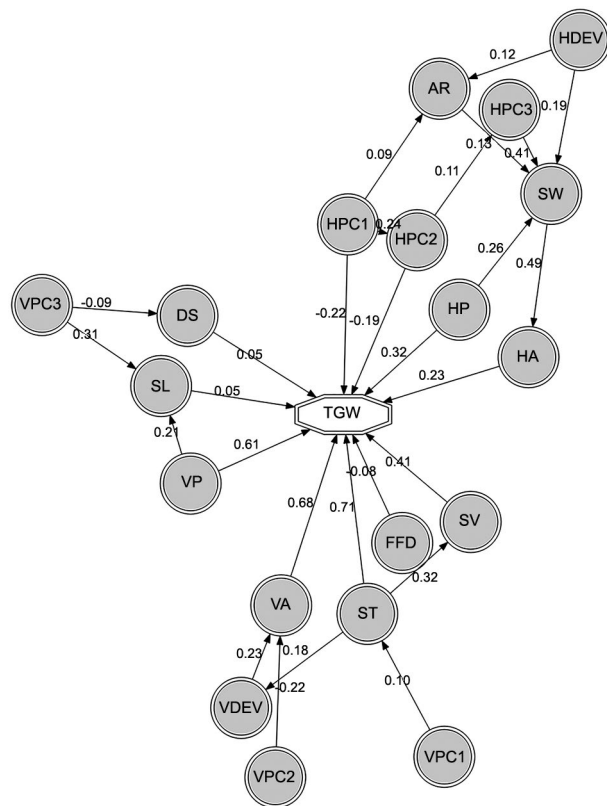 HDEV
0.12
AR
HPC3
0.19
0.13
0.41
0.09
0.11
SW
HPC1
0.24
HPC2
0.26
0.49
VPC3
-0.09
DS
-0.22
-0.19
HP
0.31
0.05
0.32
HA
SL
0.05
0.23
TGW
0.21
0.61
0.41
VP
-0.08
0.68
0.71
SV
FFD
0.32
VA
ST
0.23
0.18
-0.22
0.10
VDEV
VPC2
VPC1